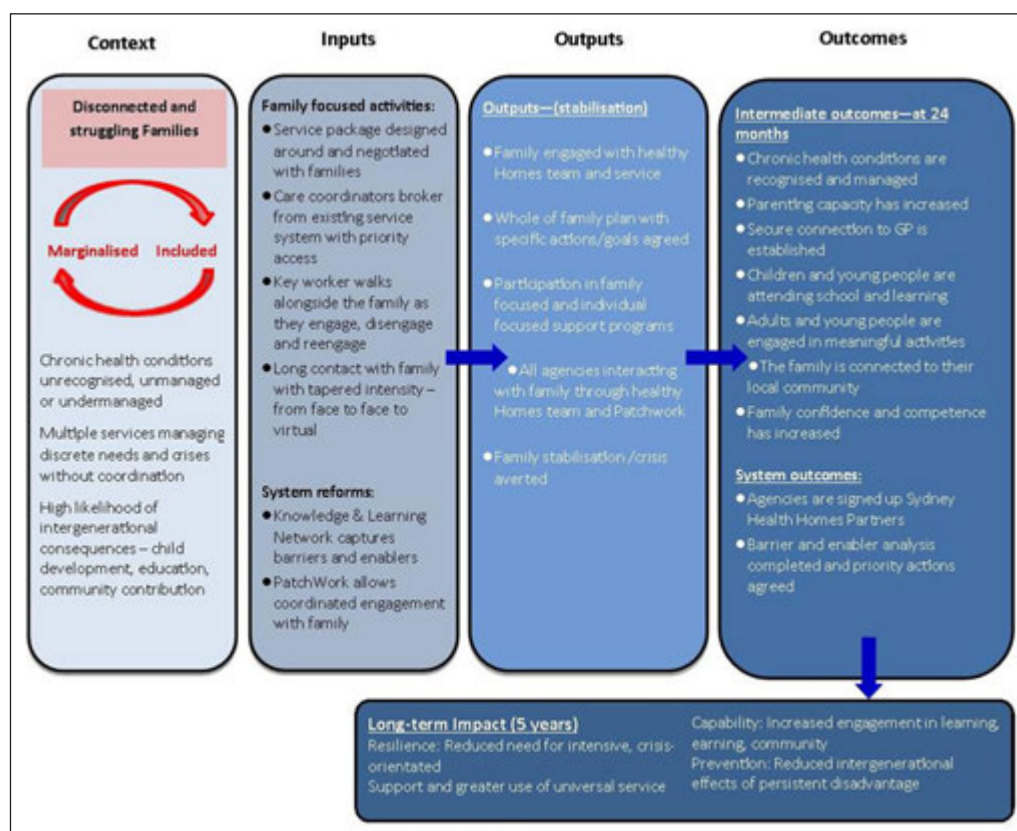 Context
Disconnected and
struggling Families
Marginalised Included
Chronic health conditions
unrecognised, unmanaged
or undermanaged
Multiple services managing
discrete needs and crises
without coordination
High likelihood of
intergenerational
consequences – child
development, education,
community contribution
Inputs
Family focused activities:
● Service package designed
around and negotiated
with families
● Care coordinators broker
from existing service
system with priority
access
● Key worker walks
alongside the family as
they engage, disengage
and reengage
● Long contact with family
with tapered intensity –
from face to face to
virtual
System reforms:
● Knowledge & Learning
Network captures
barriers and enablers
● PatchWork allows
coordinated engagement
with family
Outputs
Outputs—(stabilisation)
● Family engaged with healthy
Homes team and service
● Whole of family plan with
specific actions/goals agreed
● Participation in family
focused and individual
focused support programs
● All agencies interacting
with family through healthy
Homes team and Patchwork
● Family stabilisation /crisis
averted
Outcomes
Intermediate outcomes—at 24
months
● Chronic health conditions are
recognised and managed
● Parenting capacity has increased
● Secure connection to GP is
established
● Children and young people are
attending school and learning
● Adults and young people are
engaged in meaningful activities
● The family is connected to their
local community
● Family confidence and competence
has increased
System outcomes:
● Agencies are signed up Sydney
Health Homes Partners
● Barrier and enabler analysis
completed and priority actions
agreed
Long-term Impact (5 years)
Resilience: Reduced need for intensive, crisis-
orientated
Support and greater use of universal service
Capability: Increased engagement in learning,
earning, community
Prevention: Reduced intergenerational
effects of persistent disadvantage